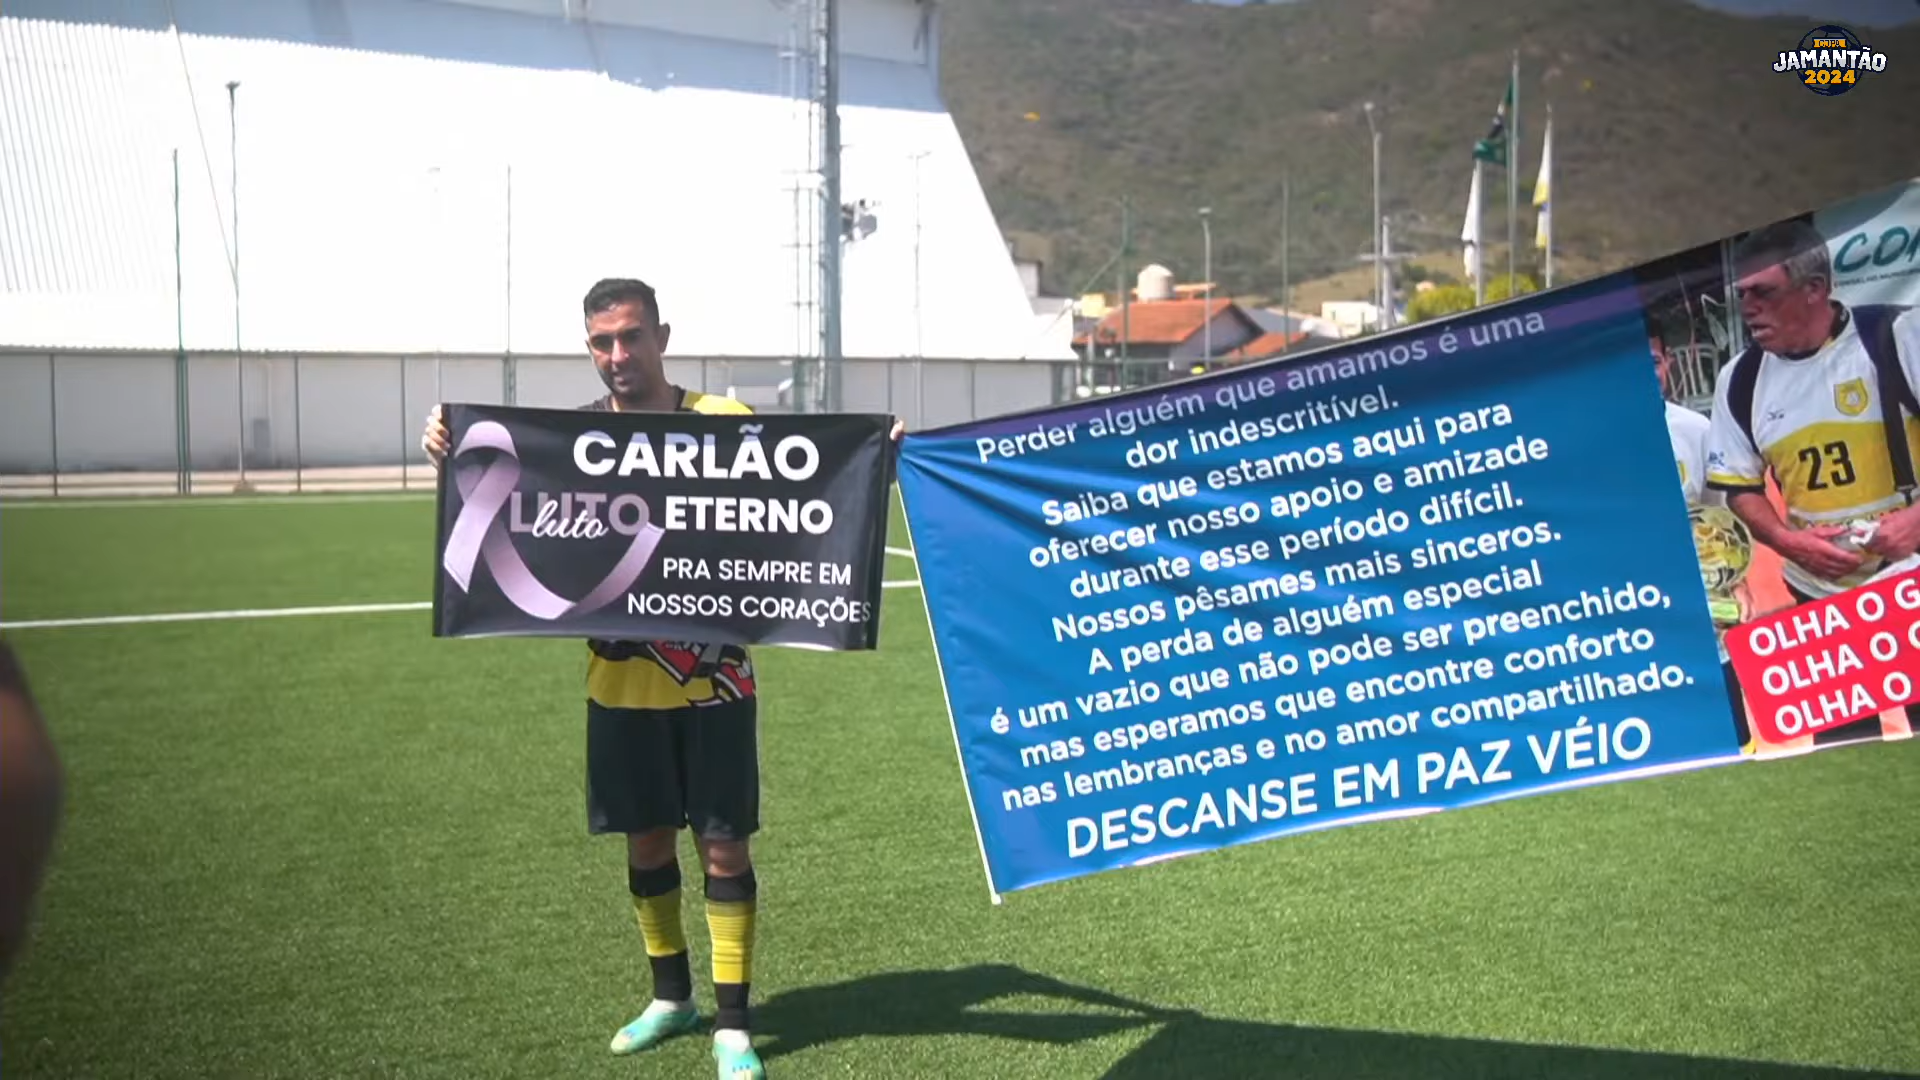 COPA
JAMANTÃO
2024
CARLÃO
LUTO ETERNO
luto
PRA SEMPRE EM
NOSSOS CORAÇÕES
Perder alguém que amamos é uma
dor indescritível.
Saiba que estamos aqui para
oferecer nosso apoio e amizade
durante esse período difícil.
Nossos pêsames mais sinceros.
A perda de alguém especial
é um vazio que não pode ser preenchido,
mas esperamos que encontre conforto
nas lembranças e no amor compartilhado.
DESCANSE EM PAZ VÉIO
23
OLHA O G
OLHA O
OLHA O